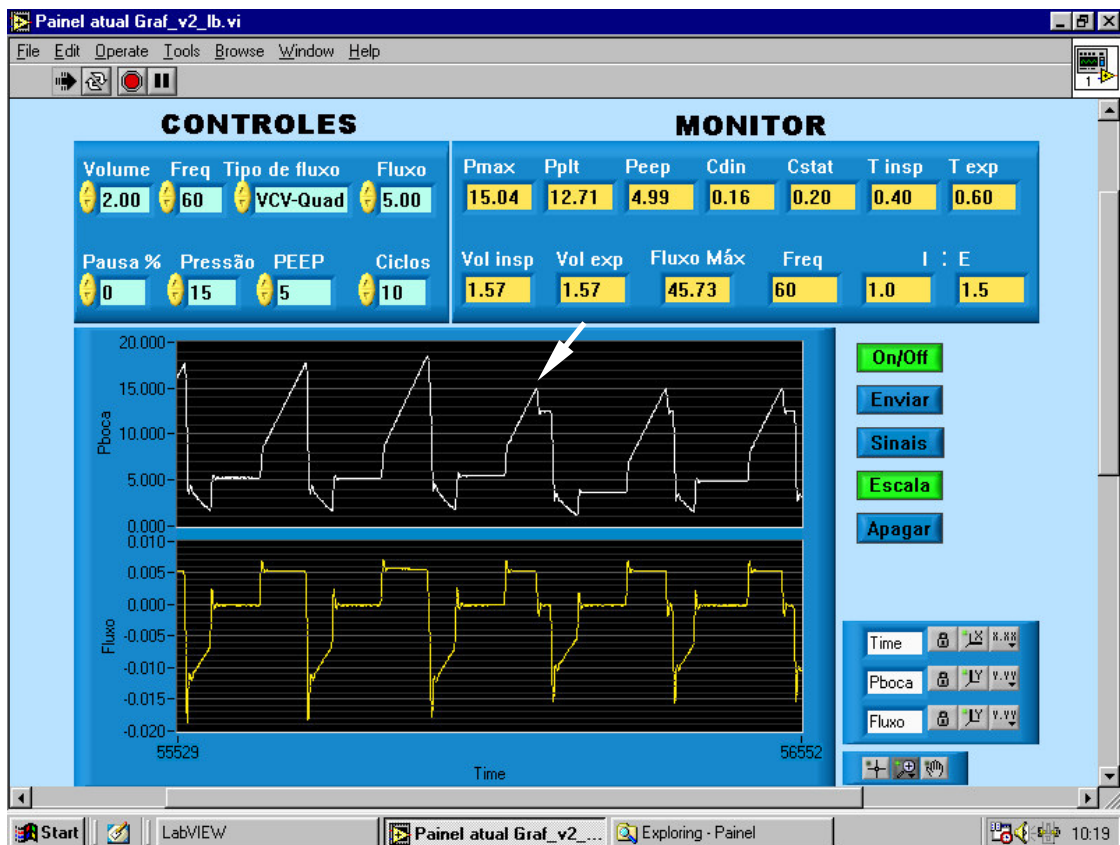 Painel atual Graf_v2_lb.vi
File Edit Operate Tools Browse Window Help
1
CONTROLES
Volume Freq Tipo de fluxo Fluxo
2.00 60 VCV-Quad 5.00
Pausa % Pressão PEEP Ciclos
0 15 5 10
MONITOR
Pmax Pplt Peep Cdin Cstat T insp T exp
15.04 12.71 4.99 0.16 0.20 0.40 0.60
Vol insp Vol exp Fluxo Máx Freq I : E
1.57 1.57 45.73 60 1.0 1.5
20.000
15.000
10.000
5.000
0.000
Pboca
0.010
0.005
0.000
-0.005
-0.010
-0.015
-0.020
Fluxo
55529 56552
Time
On/Off
Enviar
Sinais
Escala
Apagar
Time X X.XX
Pboca Y Y.YY
Fluxo Y Y.YY
Start LabVIEW Painel atual Graf_v2_... Exploring - Painel 10:19